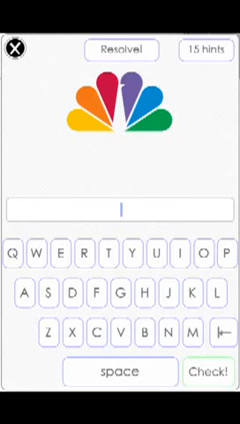 X
Resolve! 15 hints
Q W E R T Y U I O P
A S D F G H J K L
Z X C V B N M
space Check!